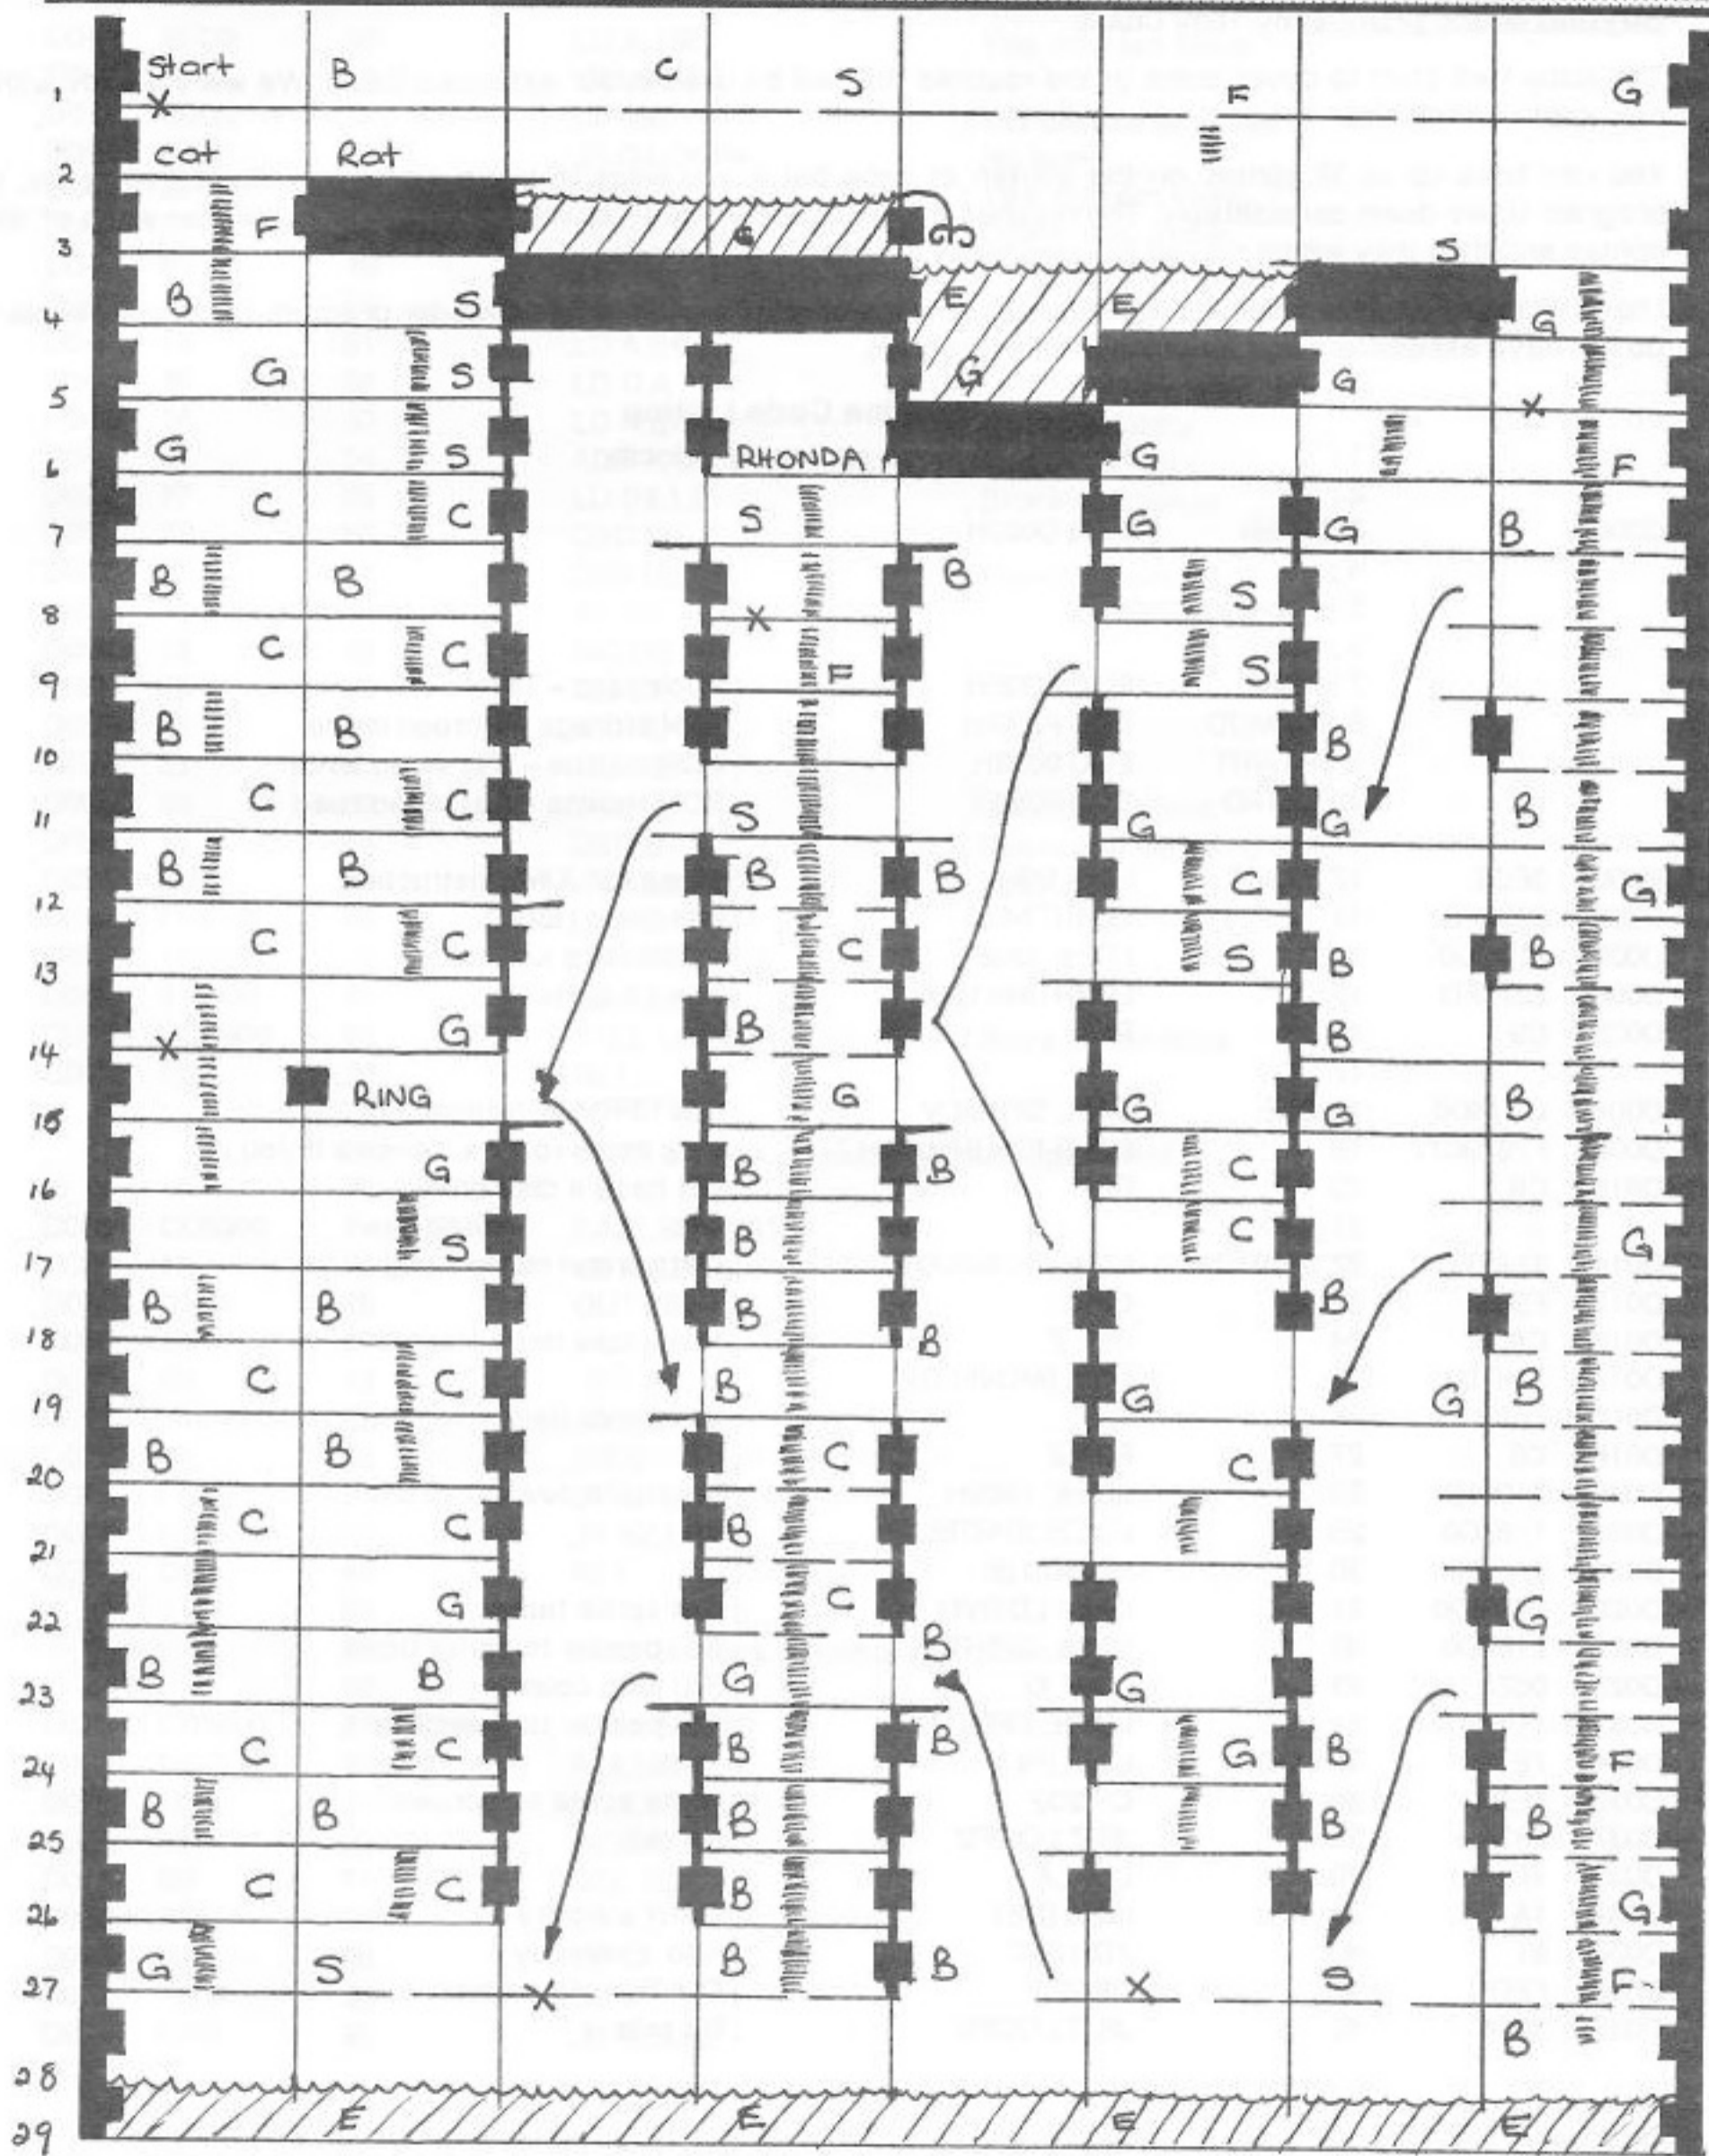 start B C S F G
1 X
cat Rat
2
F G S
3
B S E E G
4
G S G G
5 X
G S RHONDA G F
6
C C S G G B
7
B B B S
8 X
C C F S
9
B B B
10
C C S G G B
11
B B B B C G
12
C C C S B B
13
G B B
14 X
RING G G G B
15
G B B C
16
S B C G
17
B B B B B
18
C C B G G B
19
B B C C
20
C C B
21
G C G
22
B B G B G
23
C C B B G B F
24
B B B B B
25
C C B G
26
G S B B S F
27 X X
B
28
E E E E
29